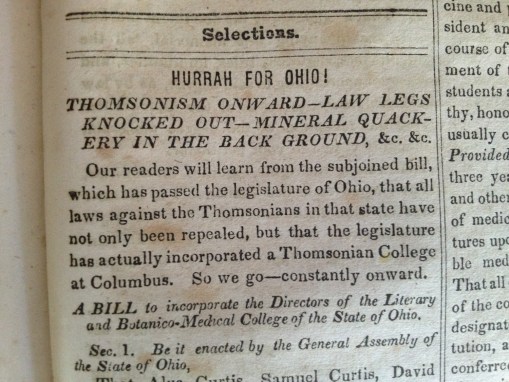 Selections.
HURRAH FOR OHIO!
THOMSONISM ONWARD—LAW LEGS
KNOCKED OUT—MINERAL QUACK-
ERY IN THE BACK GROUND, &c. &c.
Our readers will learn from the subjoined bill,
which has passed the legislature of Ohio, that all
laws against the Thomsonians in that state have
not only been repealed, but that the legislature
has actually incorporated a Thomsonian College
at Columbus. So we go—constantly onward.
A BILL to incorporate the Directors of the Literary
and Botanico-Medical College of the State of Ohio.
Sec. 1. Be it enacted by the General Assembly of
the State of Ohio,
That Alva Curtis, Samuel Curtis, David
cine and
sident an
course of
ment of
students
thy, hono
usually c
Provided
three yea
and othe
of medic
tures upo
ble med
That all
of the co
designat
tution, a
conferre